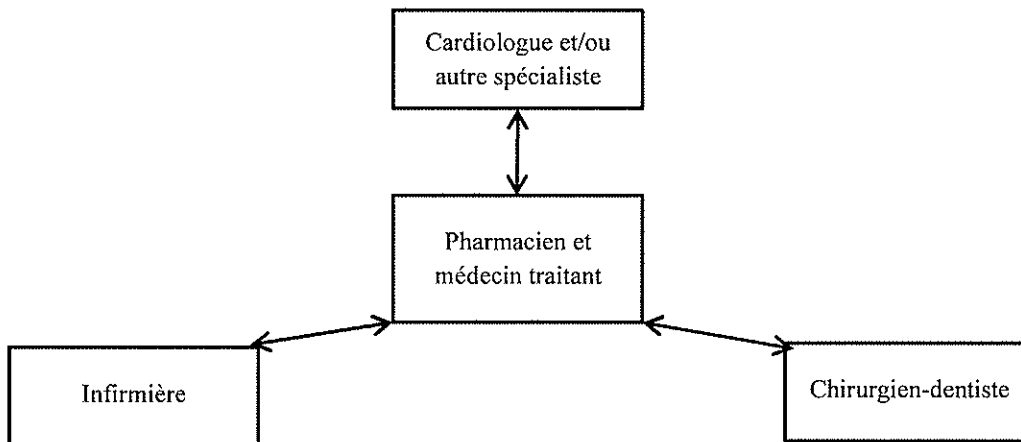 Cardiologue et/ou
autre spécialiste
Pharmacien et
médecin traitant
Infirmière
Chirurgien-dentiste